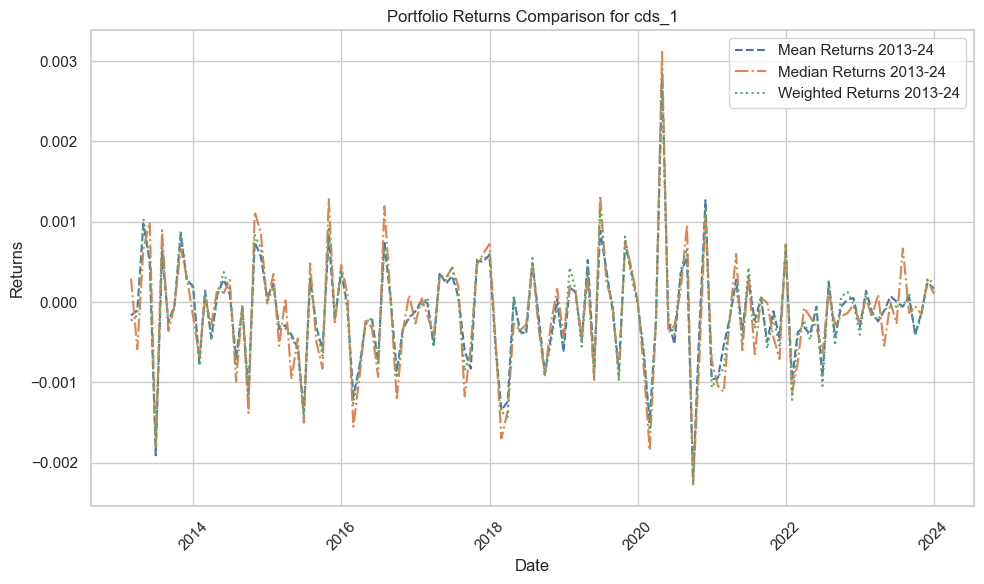 Portfolio Returns Comparison for cds_1
Mean Returns 2013-24
Median Returns 2013-24
Weighted Returns 2013-24
Returns
0.003
0.002
0.001
0.000
−0.001
−0.002
2014
2016
2018
2020
2022
2024
Date